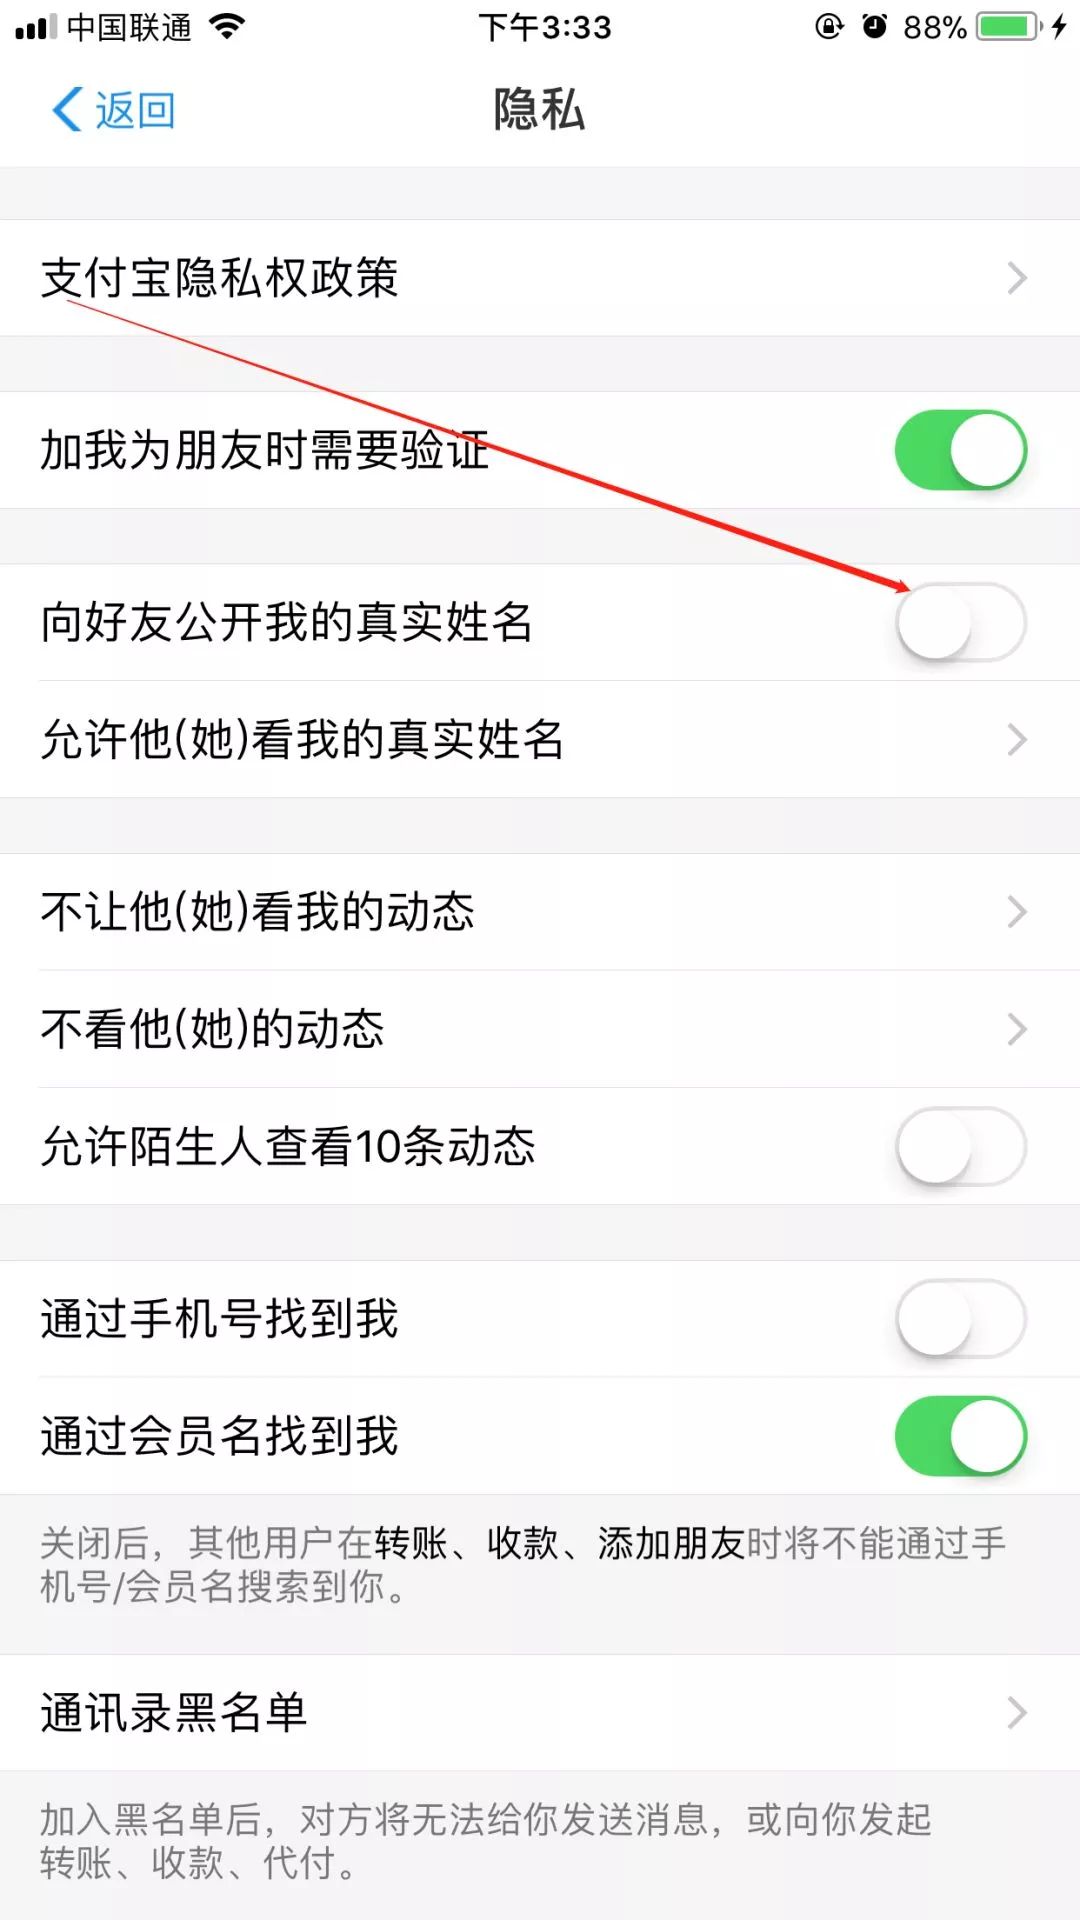 中国联通 下午3:33 88%
返回 隐私
支付宝隐私权政策
加我为朋友时需要验证
向好友公开我的真实姓名
允许他(她)看我的真实姓名
不让他(她)看我的动态
不看他(她)的动态
允许陌生人查看10条动态
通过手机号找到我
通过会员名找到我
关闭后，其他用户在转账、收款、添加朋友时将不能通过手
机号/会员名搜索到你。
通讯录黑名单
加入黑名单后，对方将无法给你发送消息，或向你发起
转账、收款、代付。